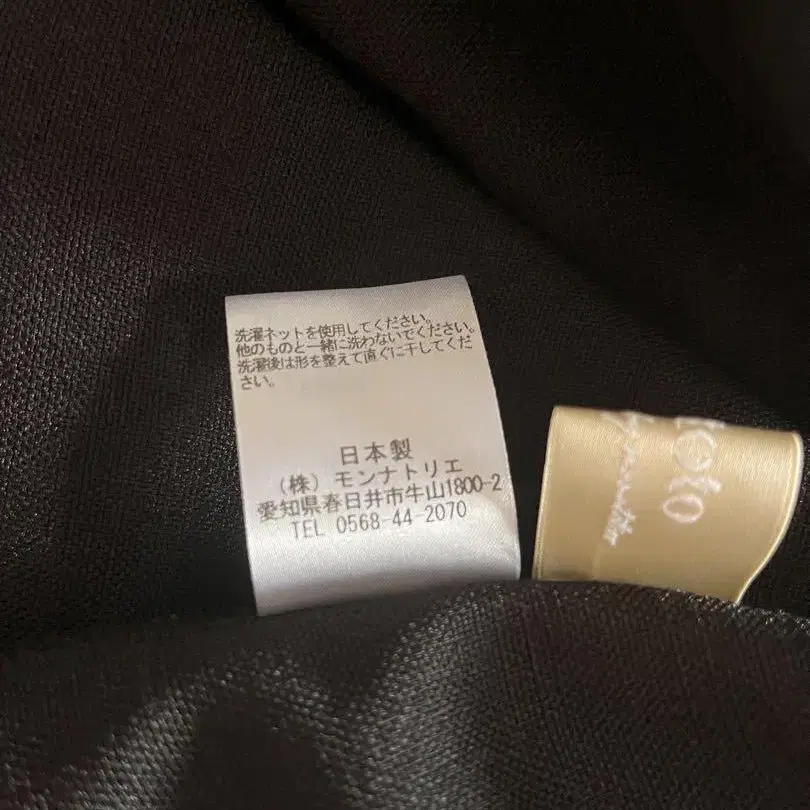 洗濯ネットを使用してください。
他のものと一緒に洗わないでください。
洗濯後は形を整えて直ぐに干してくだ
さい。
日本製
(株) モンナトリエ
愛知県春日井市牛山1800-2
TEL 0568-44-2070